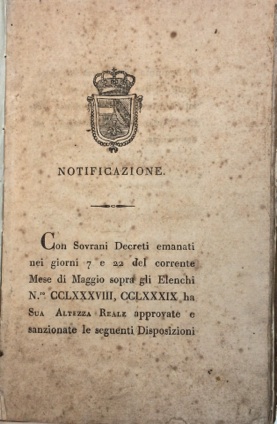 NOTIFICAZIONE.
Con Sovrani Decreti emanati
nei giorni 7 e 22 del corrente
Mese di Maggio sopra gli Elenchi
N.ri CCLXXXVIII, CCLXXXIX ha
SUA ALTEZZA REALE approvate e
sanzionate le seguenti Disposizioni